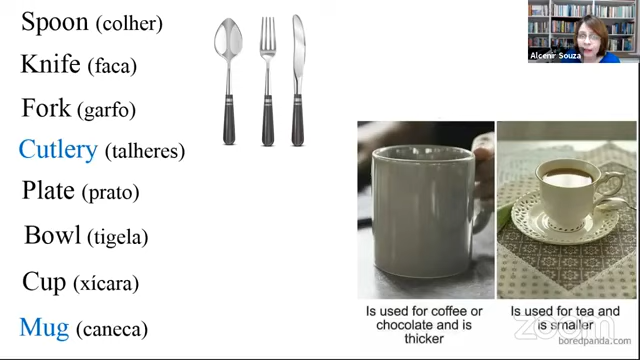 Spoon (colher)
Knife (faca)
Fork (garfo)
Cutlery (talheres)
Plate (prato)
Bowl (tigela)
Cup (xícara)
Mug (caneca)
Alcenir Souza
Is used for coffee or
chocolate and is
thicker
Is used for tea and
is smaller
zoom
boredpanda.com